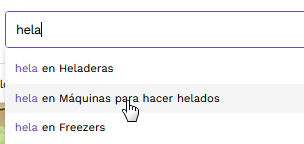 hela
hela en Heladeras
hela en Máquinas para hacer helados
hela en Freezers